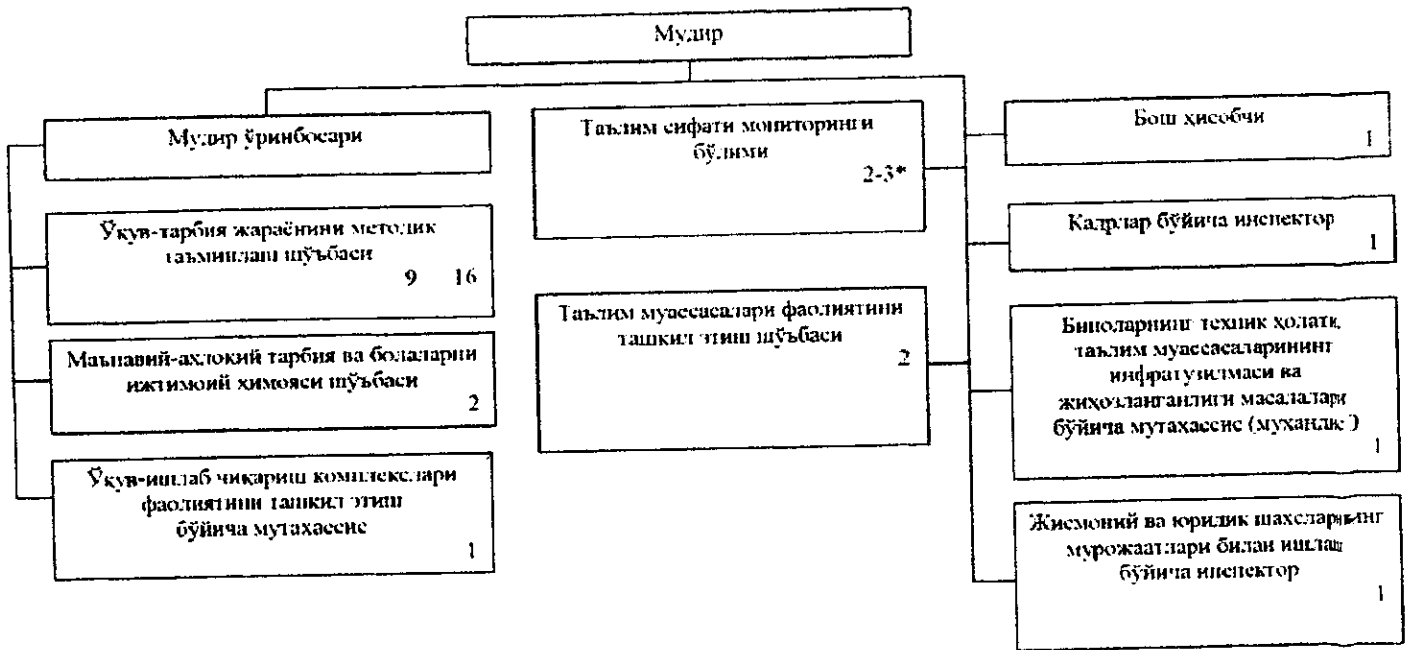 Мудир
Мудир ўринбосари
Ўқув-тарбия жараёнини методик
таъминлаш шўъбаси
9 16
Маънавий-ахлоқий тарбия ва болаларни
ижтимоий ҳимояси шўъбаси
2
Ўқув-ишлаб чиқариш комплекслари
фаолиятини ташкил этиш
бўйича мутахассис
1
Таълим сифати мониторинги
бўлими
2-3*
Таълим муассасалари фаолиятини
ташкил этиш шўъбаси
2
Бош ҳисобчи
1
Кадрлар бўйича инспектор
1
Биноларнинг техник ҳолати,
таълим муассасаларининг
инфратузилмаси ва
жиҳозланганлиги масалалари
бўйича мутахассис (муҳандис)
1
Жисмоний ва юридик шахсларнинг
мурожаатлари билан ишлаш
бўйича инспектор
1